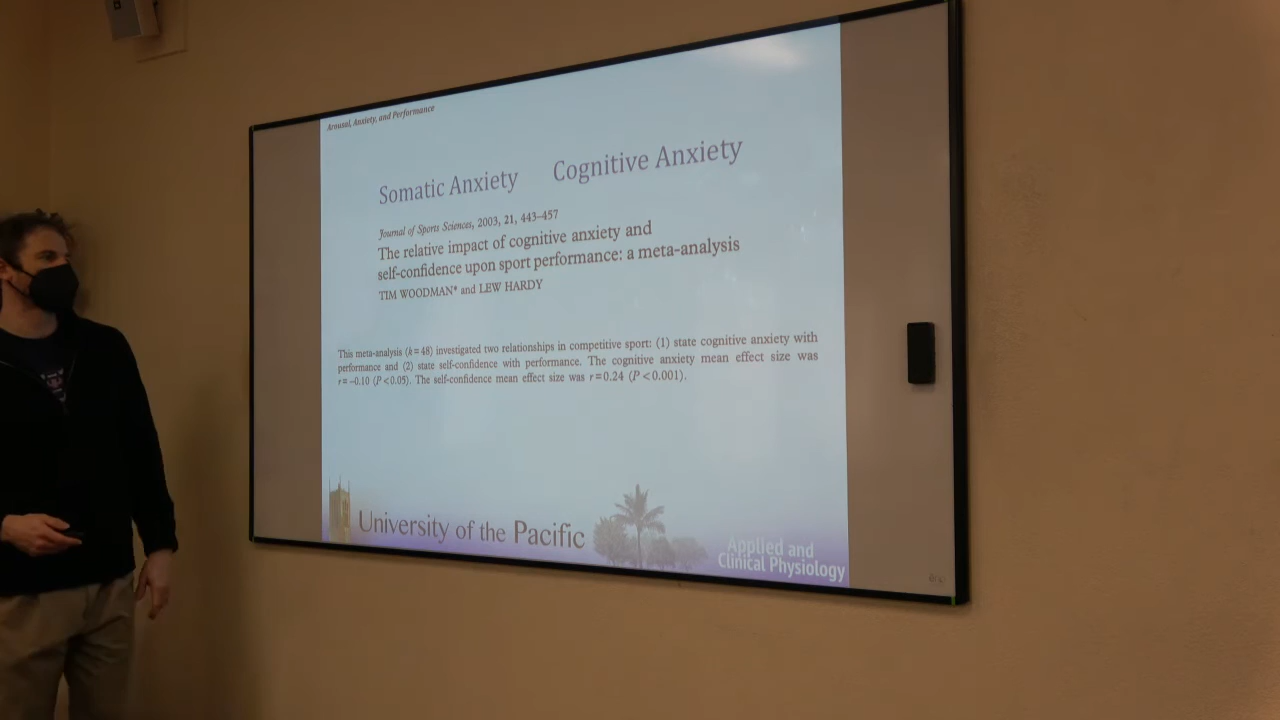 Arousal, Anxiety, and Performance
Somatic Anxiety
Cognitive Anxiety
Journal of Sports Sciences, 2003, 21, 443–457
The relative impact of cognitive anxiety and
self-confidence upon sport performance: a meta-analysis
TIM WOODMAN* and LEW HARDY
This meta-analysis (k=48) investigated two relationships in competitive sport: (1) state cognitive anxiety with
performance and (2) state self-confidence with performance. The cognitive anxiety mean effect size was
r=−0.10 (P<0.05). The self-confidence mean effect size was r=0.24 (P<0.001).
University of the Pacific
Applied and
Clinical Physiology